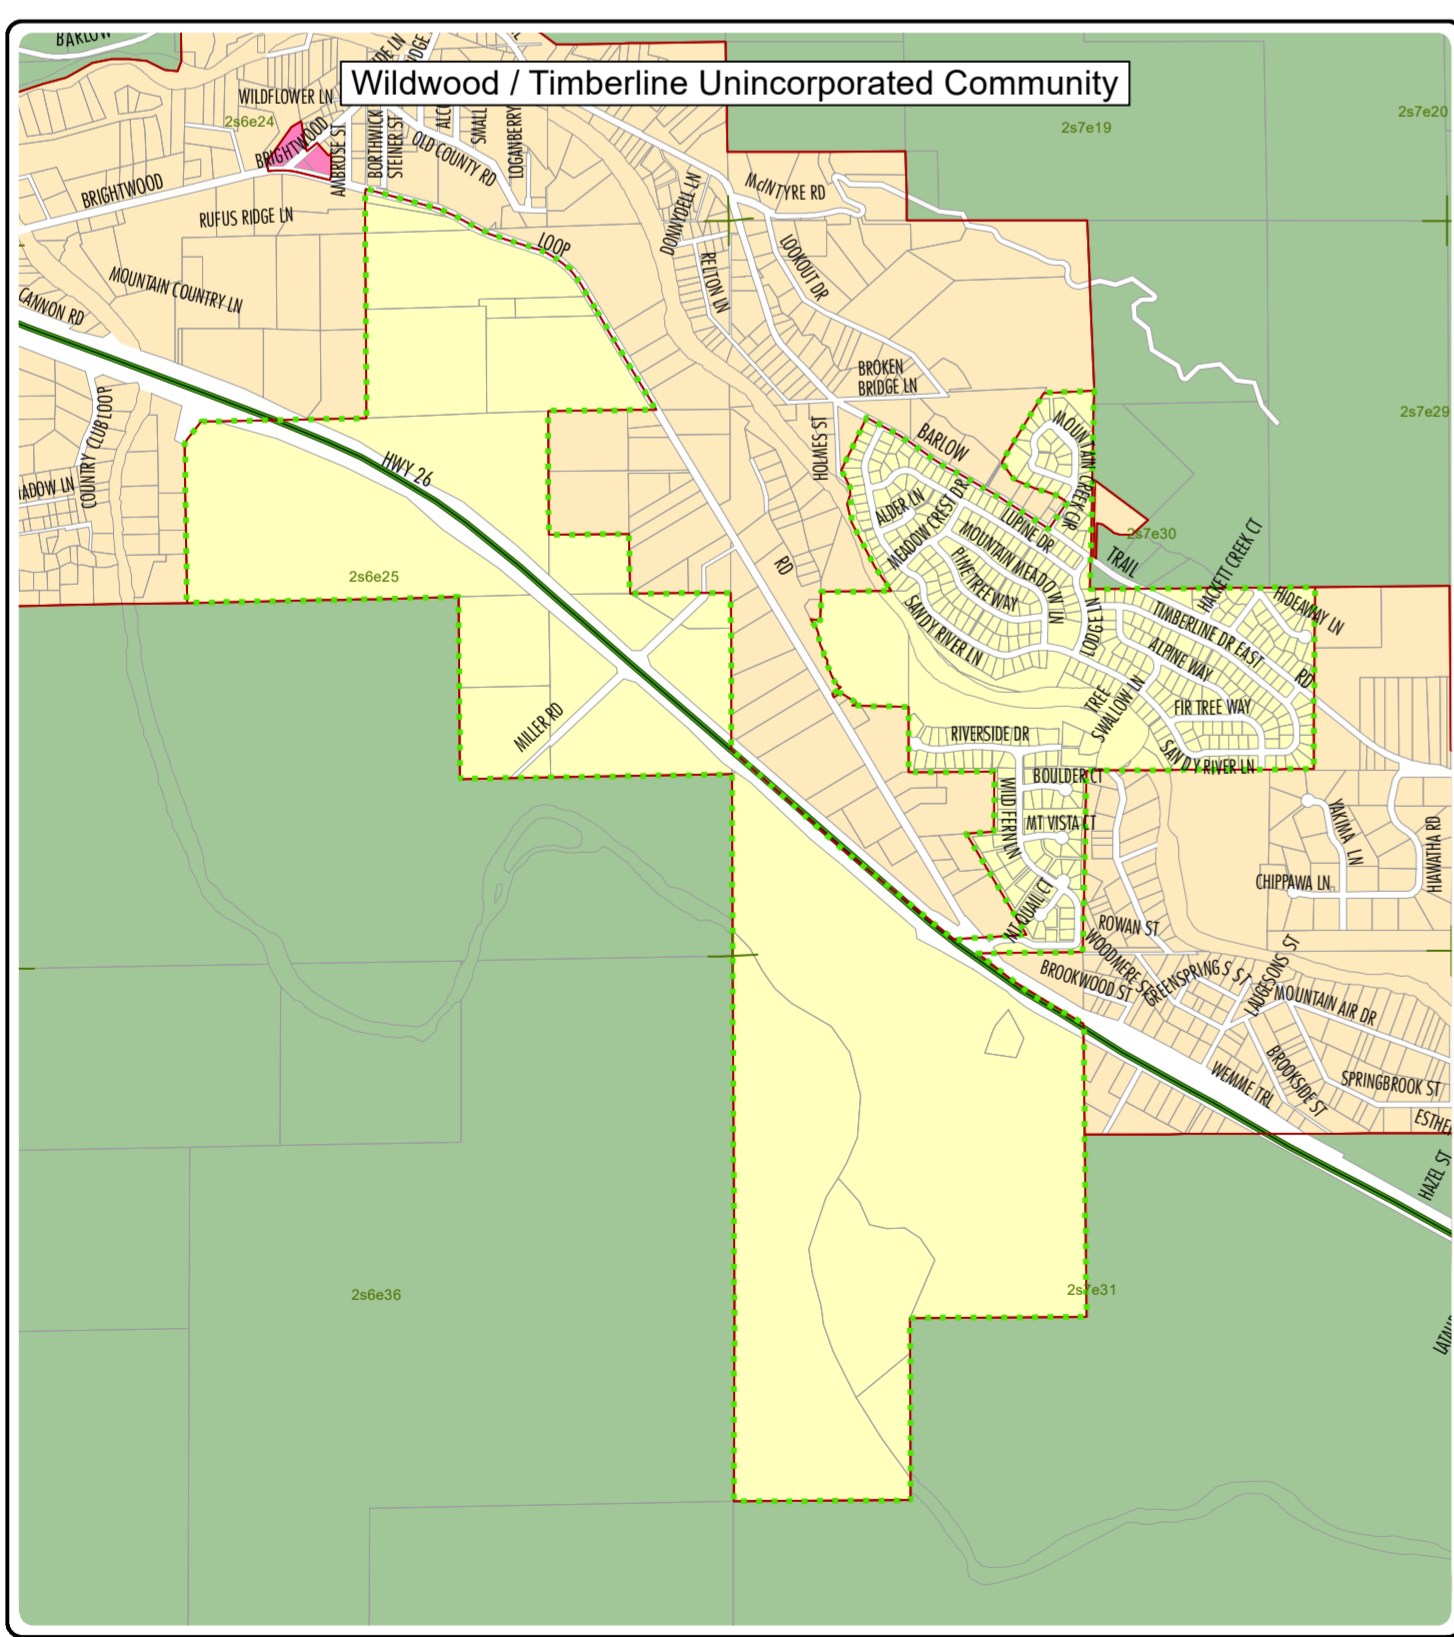 BARLOW
Wildwood / Timberline Unincorporated Community
WILDFLOWER LN
2s6e24
BRIGHTWOOD
AMBROSE ST
BORTHWICK
STEINER ST
SMALL
LOGANBERRY
OLD COUNTY RD
2s7e19
2s7e20
BRIGHTWOOD
RUFUS RIDGE LN
LOOP
DONNYDELL LN
McINTYRE RD
MOUNTAIN COUNTRY LN
CANNON RD
RELTON LN
LOOKOUT DR
BROKEN
BRIDGE LN
2s7e29
COUNTRY CLUB LOOP
HWY 26
HOLMES ST
BARLOW
MOUNTAIN CREEK CIR
ALDER LN
MEADOW CREST DR
LUPINE DR
MOUNTAIN MEADOW LN
PINE TREE WAY
2s7e30
TRAIL
HACKETT CREEK CT
HIDEAWAY LN
2s6e25
RD
SANDY RIVER LN
LODGE
TIMBERLINE DR EAST
ALPINE WAY
RD
TREE
SWALLOW LN
FIR TREE WAY
MILLER RD
RIVERSIDE DR
SANDY RIVER LN
BOULDER CT
WILD FERN LN
MT VISTA CT
YAKIMA LN
HIAWATHA RD
CHIPPAWA LN
MT QUAIL CT
ROWAN ST
WOODMERE ST
BROOKWOOD ST
GREENSPRINGS ST
LAUGESONS ST
MOUNTAIN AIR DR
WEMME TRL
BROOKSIDE ST
SPRINGBROOK ST
HAZEL ST
2s6e36
2s7e31